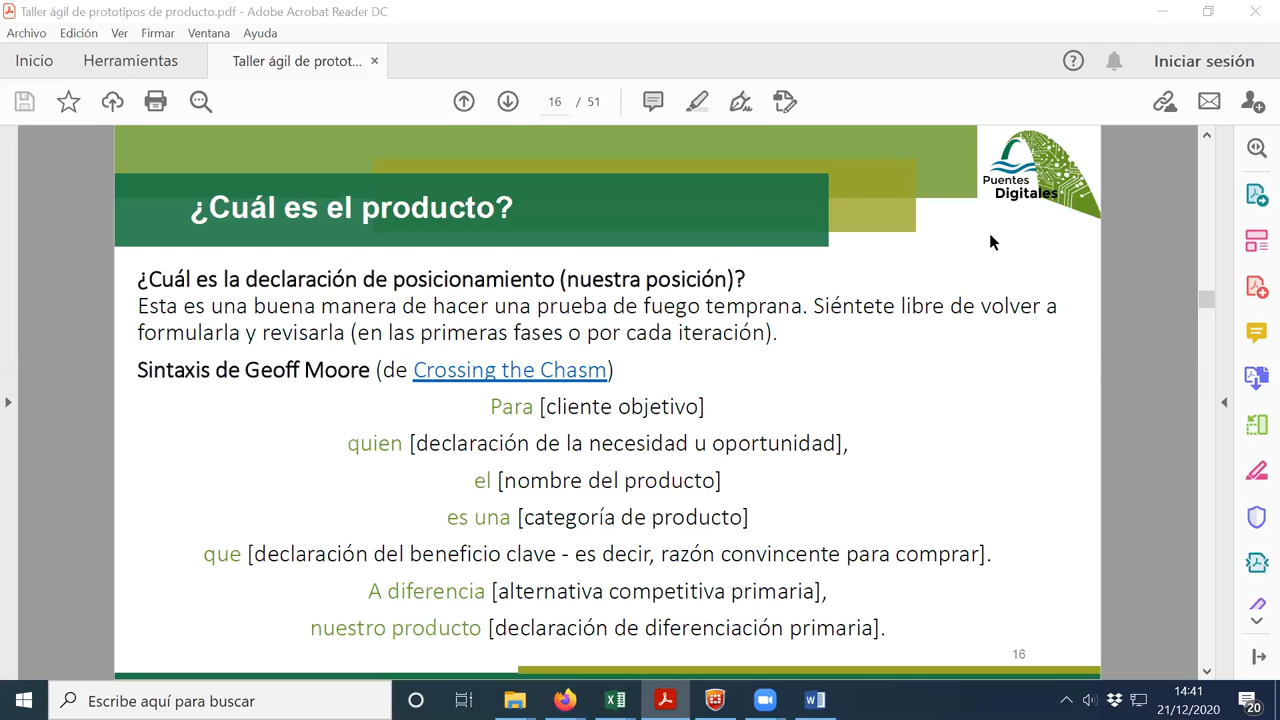 Taller ágil de prototipos de producto.pdf - Adobe Acrobat Reader DC
Archivo Edición Ver Firmar Ventana Ayuda
Inicio Herramientas Taller ágil de protot... × Iniciar sesión
16 / 51
Puentes
Digitales
¿Cuál es el producto?
¿Cuál es la declaración de posicionamiento (nuestra posición)?
Esta es una buena manera de hacer una prueba de fuego temprana. Siéntete libre de volver a
formularla y revisarla (en las primeras fases o por cada iteración).
Sintaxis de Geoff Moore (de Crossing the Chasm)
Para [cliente objetivo]
quien [declaración de la necesidad u oportunidad],
el [nombre del producto]
es una [categoría de producto]
que [declaración del beneficio clave - es decir, razón convincente para comprar].
A diferencia [alternativa competitiva primaria],
nuestro producto [declaración de diferenciación primaria].
16
Escribe aquí para buscar
14:41
21/12/2020
20